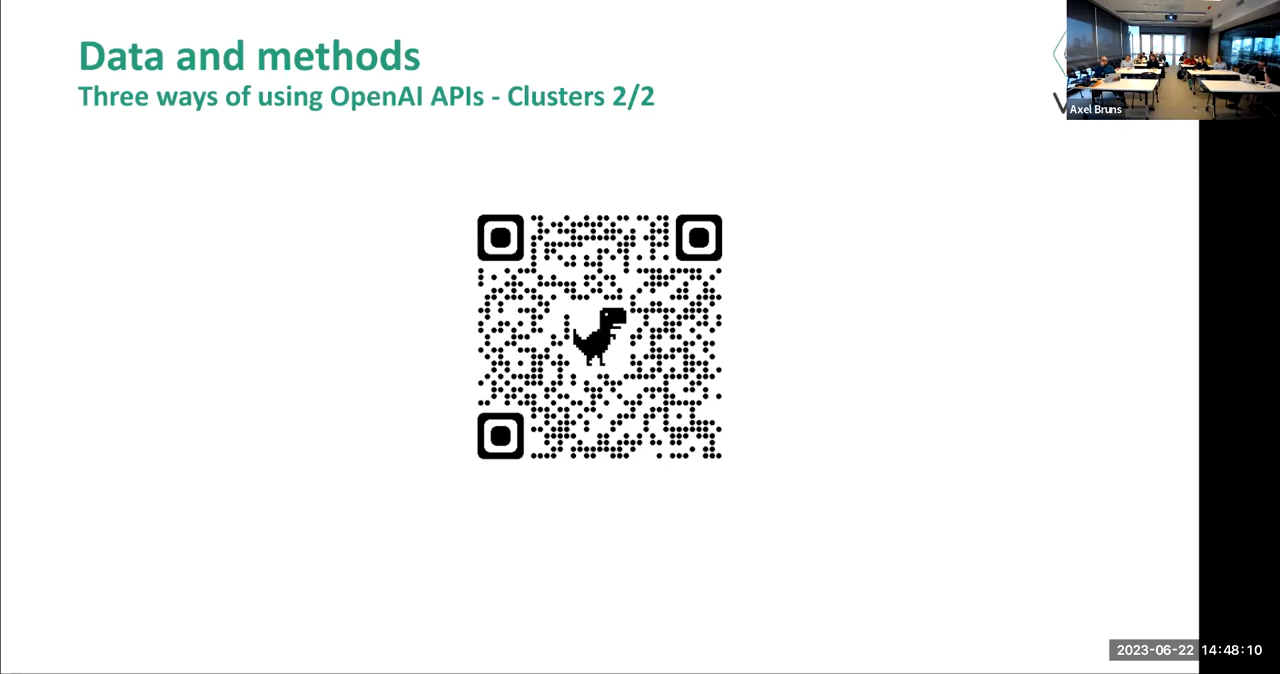 Data and methods
Three ways of using OpenAI APIs - Clusters 2/2
Axel Bruns
2023-06-22 14:48:10